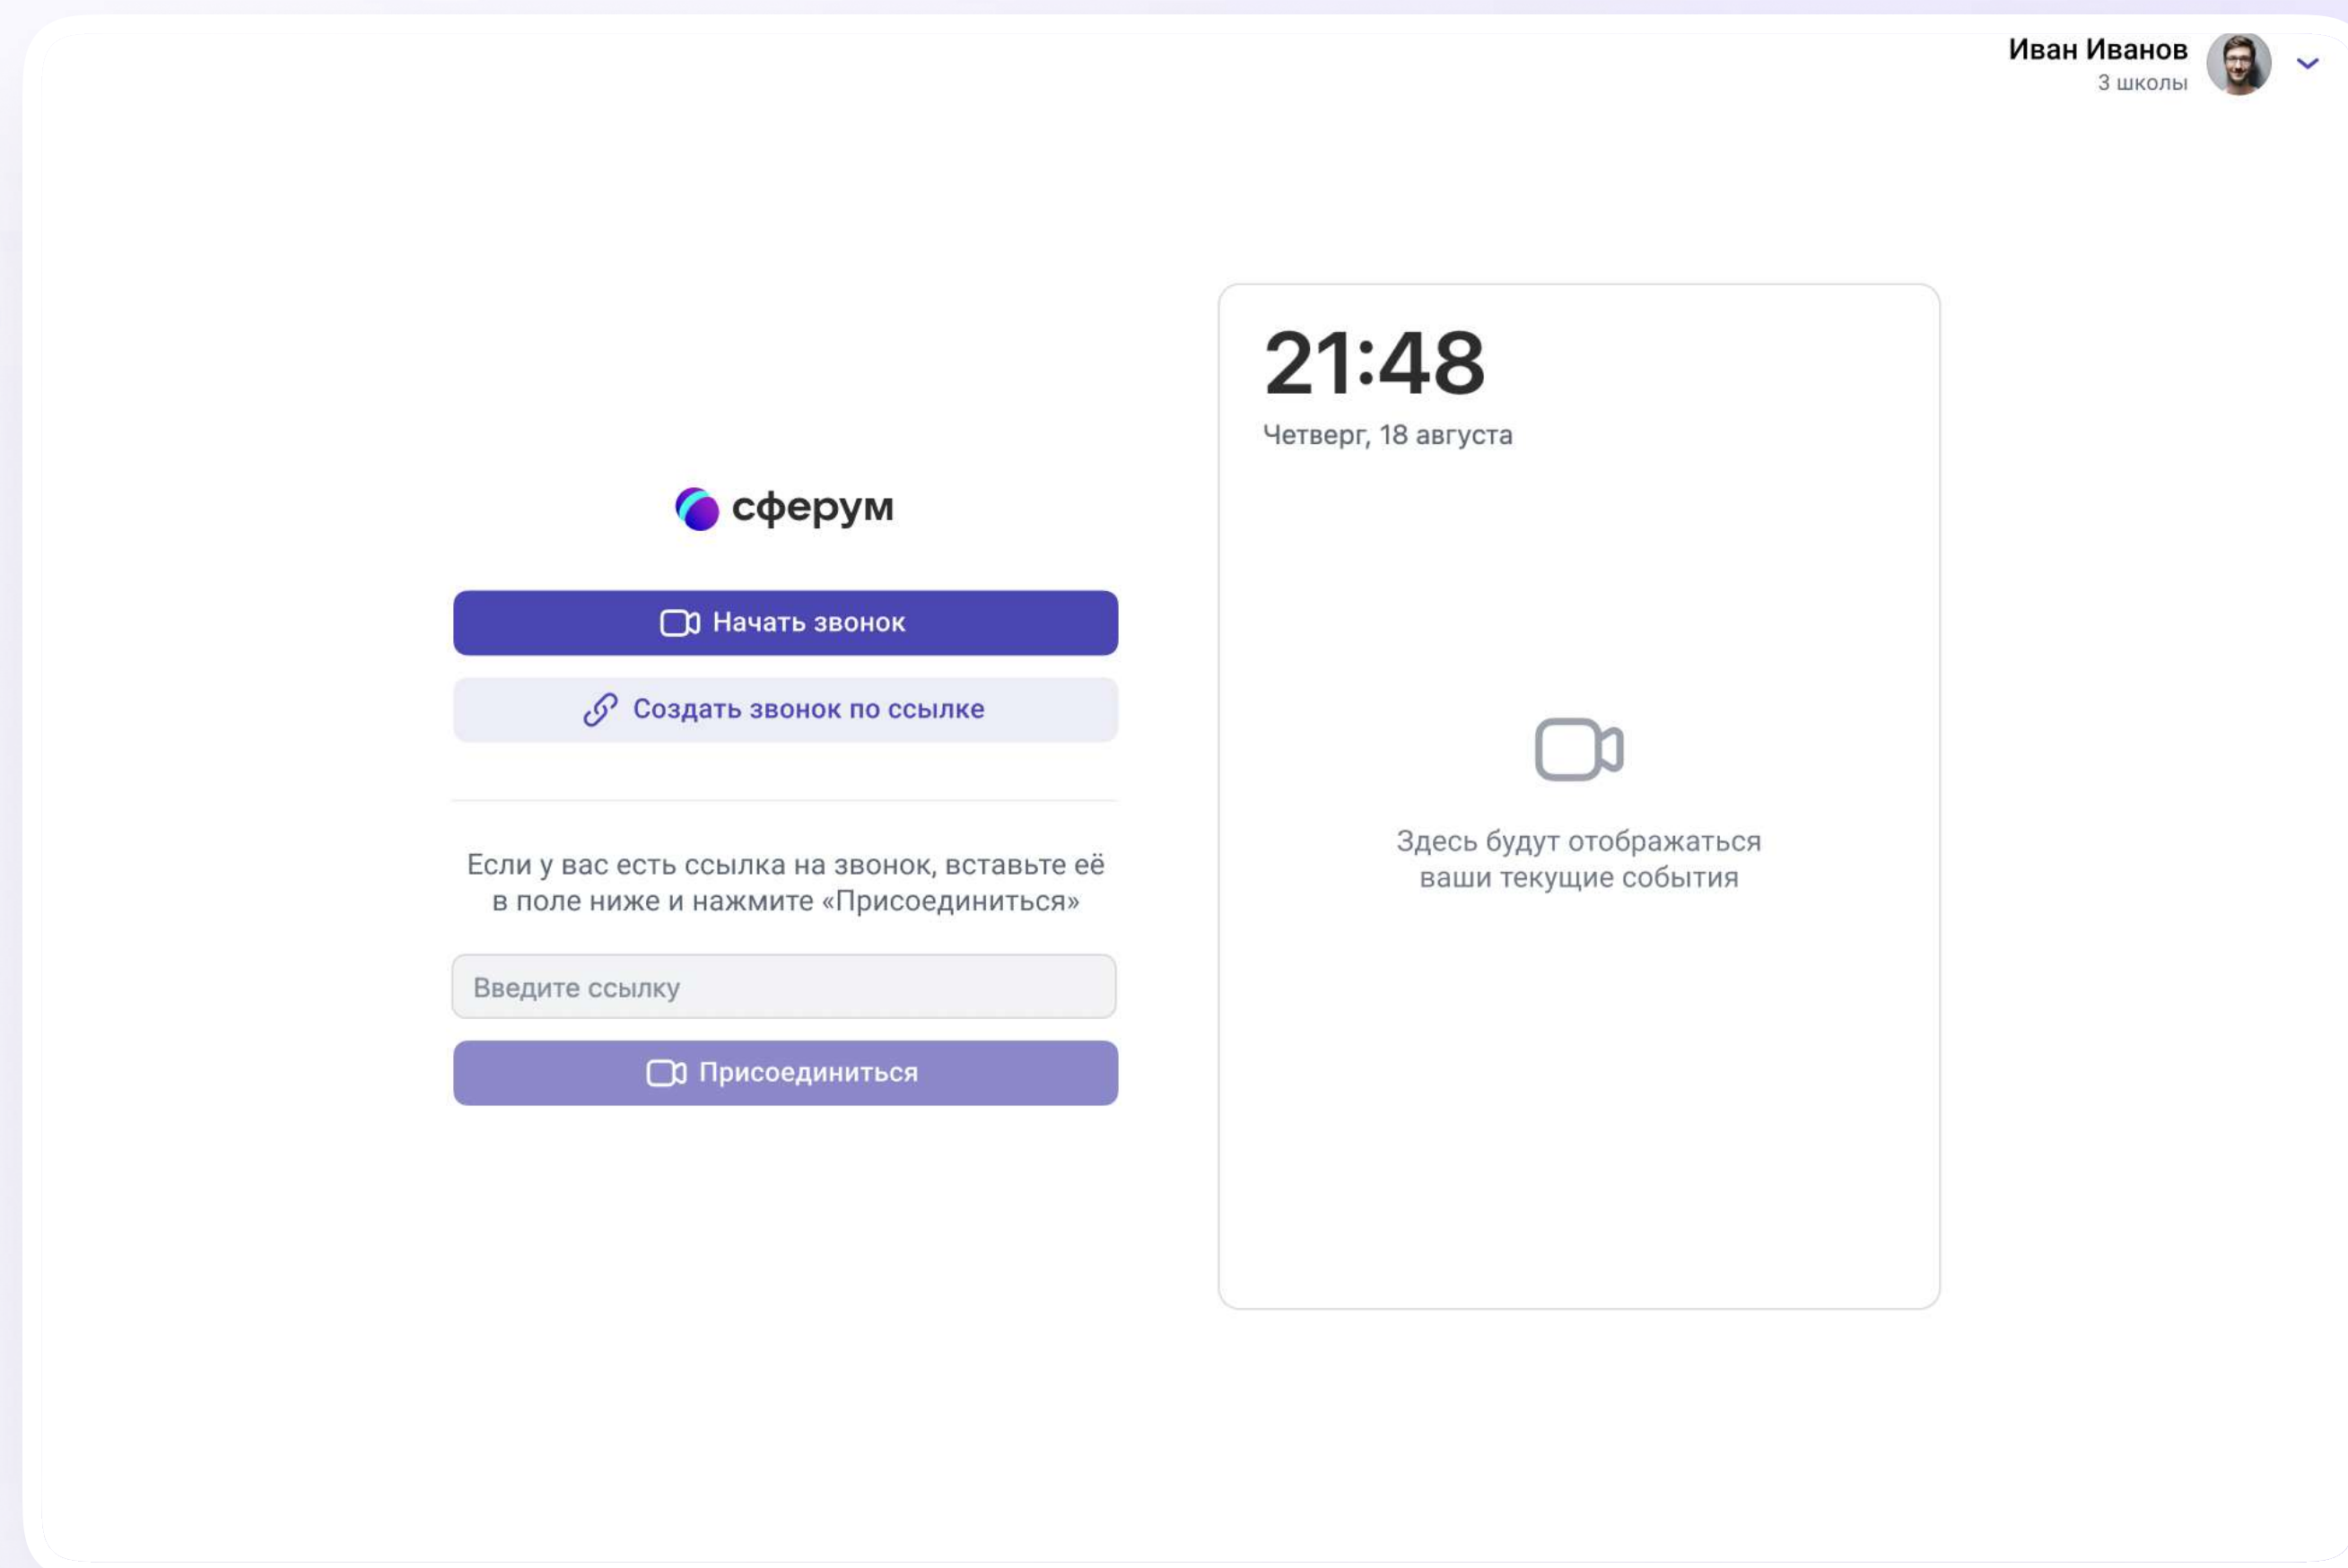 Иван Иванов
3 школы
сферум
Начать звонок
Создать звонок по ссылке
Если у вас есть ссылка на звонок, вставьте её
в поле ниже и нажмите «Присоединиться»
Введите ссылку
Присоединиться
21:48
Четверг, 18 августа
Здесь будут отображаться
ваши текущие события